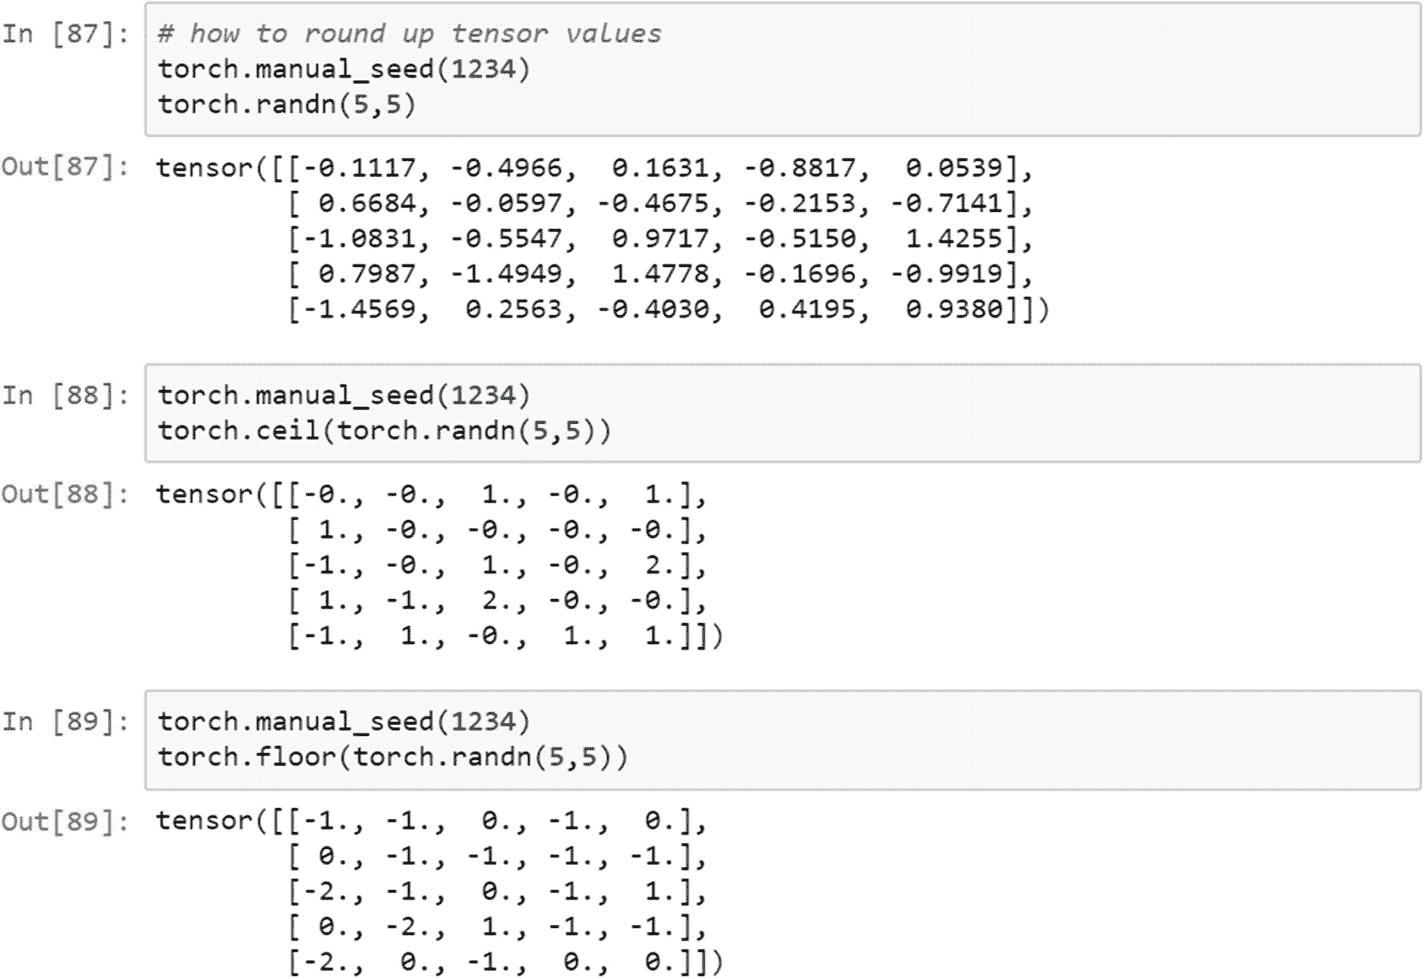 In [87]: # how to round up tensor values
torch.manual_seed(1234)
torch.randn(5,5)
Out[87]: tensor([[-0.1117, -0.4966,  0.1631, -0.8817,  0.0539],
[ 0.6684, -0.0597, -0.4675, -0.2153, -0.7141],
[-1.0831, -0.5547,  0.9717, -0.5150,  1.4255],
[ 0.7987, -1.4949,  1.4778, -0.1696, -0.9919],
[-1.4569,  0.2563, -0.4030,  0.4195,  0.9380]])
In [88]: torch.manual_seed(1234)
torch.ceil(torch.randn(5,5))
Out[88]: tensor([[-0., -0.,  1., -0.,  1.],
[ 1., -0., -0., -0., -0.],
[-1., -0.,  1., -0.,  2.],
[ 1., -1.,  2., -0., -0.],
[-1.,  1., -0.,  1.,  1.]])
In [89]: torch.manual_seed(1234)
torch.floor(torch.randn(5,5))
Out[89]: tensor([[-1., -1.,  0., -1.,  0.],
[ 0., -1., -1., -1., -1.],
[-2., -1.,  0., -1.,  1.],
[ 0., -2.,  1., -1., -1.],
[-2.,  0., -1.,  0.,  0.]])